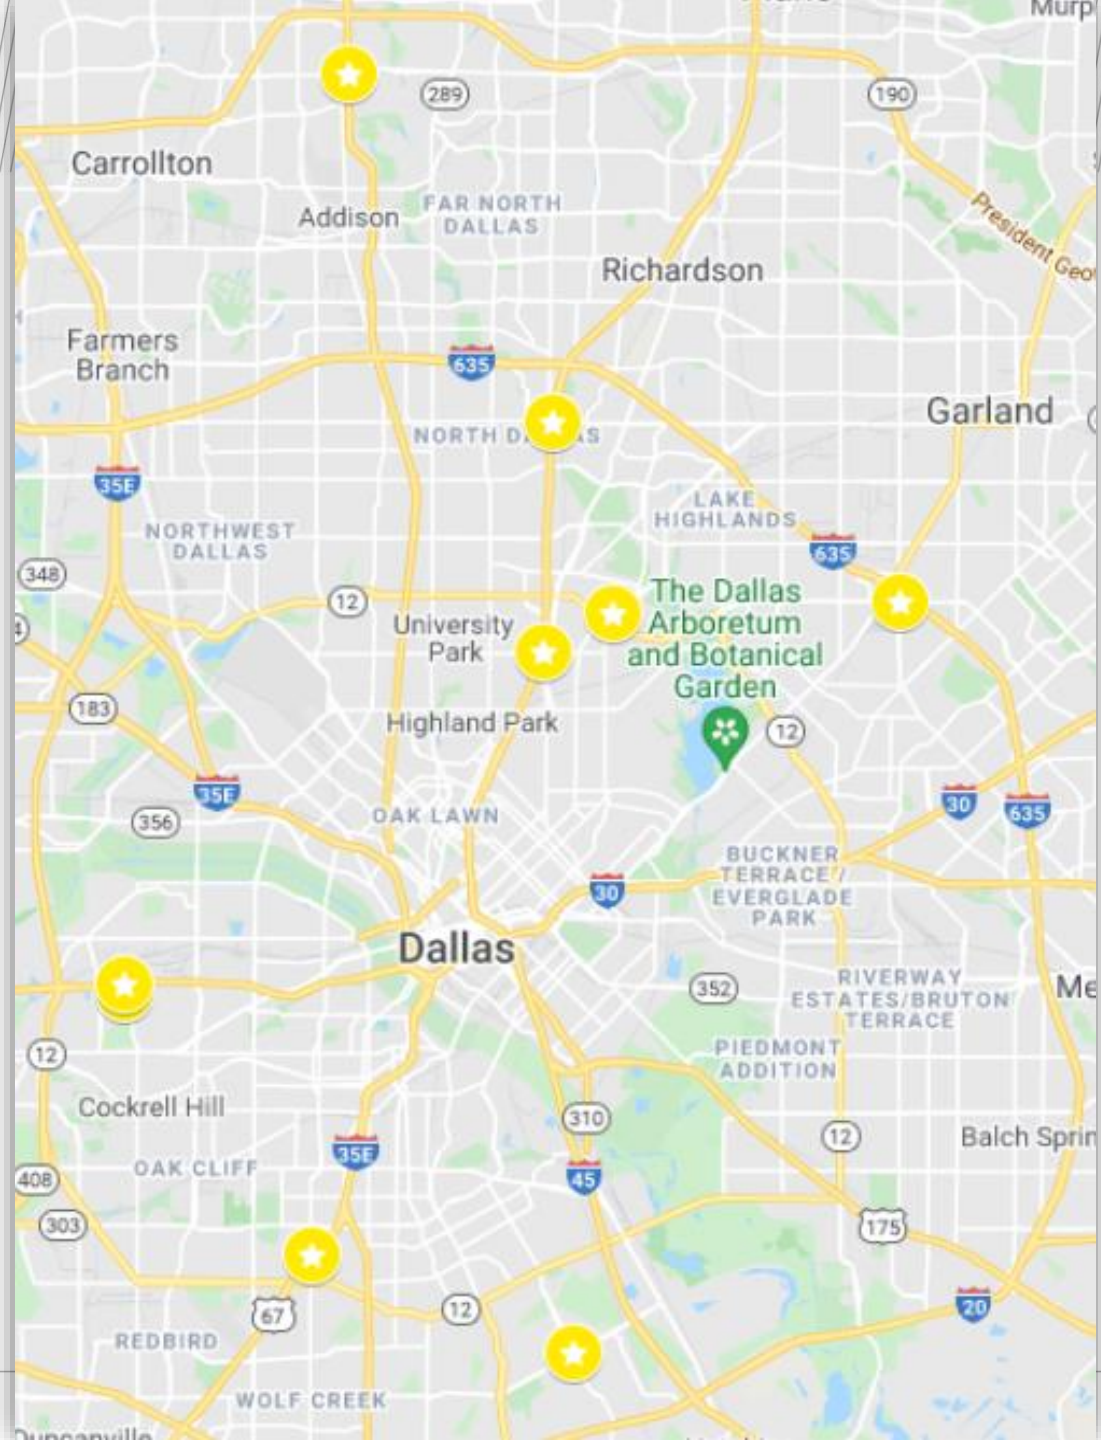 Murp
289
190
Carrollton
FAR NORTH
DALLAS
Addison
President Geo
Richardson
Farmers
Branch
635
Garland
NORTH D
AS
35E
LAKE
HIGHLANDS
NORTHWEST
DALLAS
635
348
The Dallas
Arboretum
and Botanical
Garden
12
University
Park
4
183
Highland Park
12
35E
30
635
356
OAK LAWN
BUCKNER
TERRACE /
EVERGLADE
PARK
30
Dallas
352
RIVERWAY
ESTATES/BRUTON
TERRACE
Me
12
PIEDMONT
ADDITION
Cockrell Hill
310
12
Balch Sprin
35E
OAK CLIFF
45
408
303
175
67
12
20
REDBIRD
WOLF CREEK
Duncanville